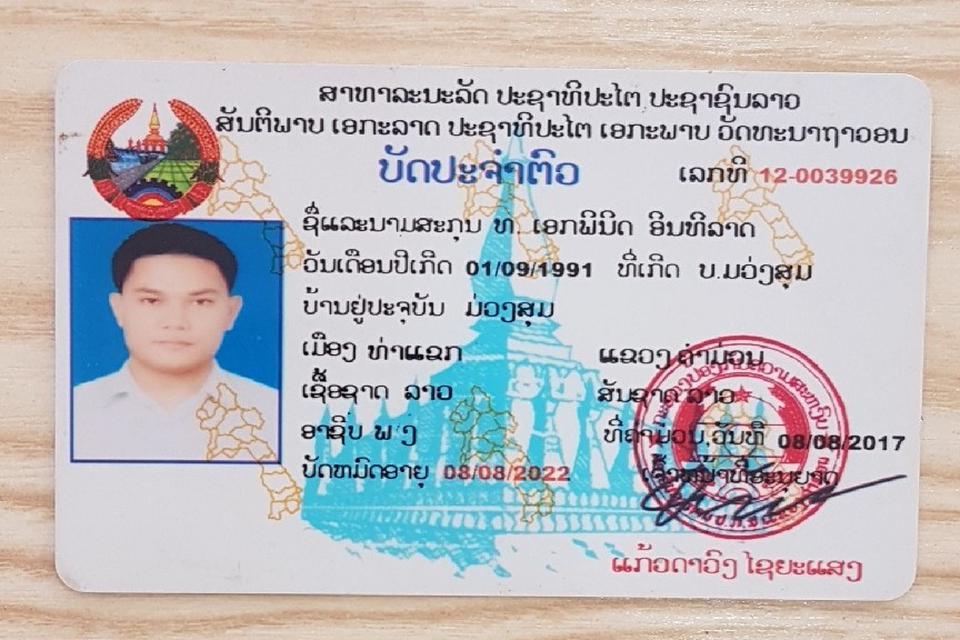 ສາທາລະນະລັດ ປະຊາທິປະໄຕ ປະຊາຊົນລາວ
ສັນຕິພາບ ເອກະລາດ ປະຊາທິປະໄຕ ເອກະພາບ ວັດທະນາຖາວອນ
ບັດປະຈຳຕົວ ເລກທີ 12-0039926
ຊື່ແລະນາມສະກຸນ ທ. ເອກພິນິດ ອິນທິລາດ
ວັນເດືອນປີເກີດ 01/09/1991 ທີ່ເກີດ ບ.ມວ່ງສຸມ
ບ້ານຢູ່ປະຈຸບັນ ມ່ວງສຸມ
ເມືອງ ທ່າແຂກ ແຂວງ ຄຳມ່ວນ
ເຊື້ອຊາດ ລາວ ສັນຊາດ ລາວ
ອາຊີບ ພ ງ ທີ່ຄຳມ່ວນ,ວັນທີ 08/08/2017
ບັດໝົດອາຍຸ 08/08/2022 ເຈົ້າໜ້າທີ່ອະນຸຍາດ
ແກ້ວດາວົງ ໄຊຍະແສງ